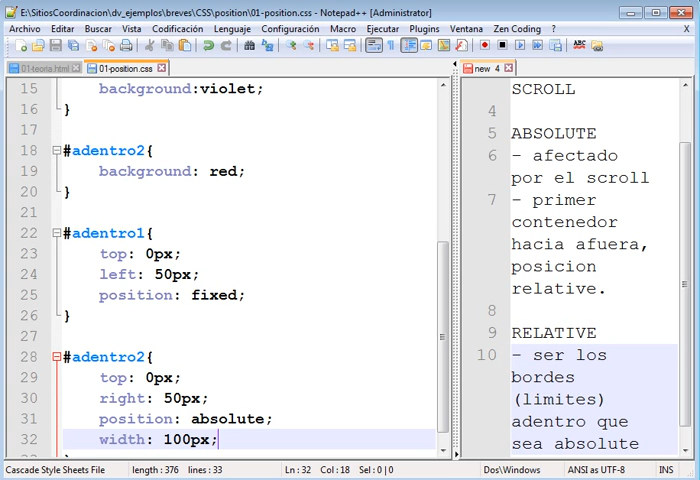 E:\SitiosCoordinacion\dv_ejemplos\breves\CSS\position\01-position.css - Notepad++ [Administrator]
Archivo Editar Buscar Vista Codificación Lenguaje Configuración Macro Ejecutar Plugins Ventana Zen Coding ? X
01-teoria.html 01-position.css
15 background:violet;
16 }
17
18 #adentro2{
19 background: red;
20 }
21
22 #adentro1{
23 top: 0px;
24 left: 50px;
25 position: fixed;
26 }
27
28 #adentro2{
29 top: 0px;
30 right: 50px;
31 position: absolute;
32 width: 100px;
new 4
SCROLL
4
5 ABSOLUTE
6 - afectado
por el scroll
7 - primer
contenedor
hacia afuera,
posicion
relative.
8
9 RELATIVE
10 - ser los
bordes
(limites)
adentro que
sea absolute
Cascade Style Sheets File length : 376 lines : 33 Ln : 32 Col : 18 Sel : 0 | 0 Dos\Windows ANSI as UTF-8 INS